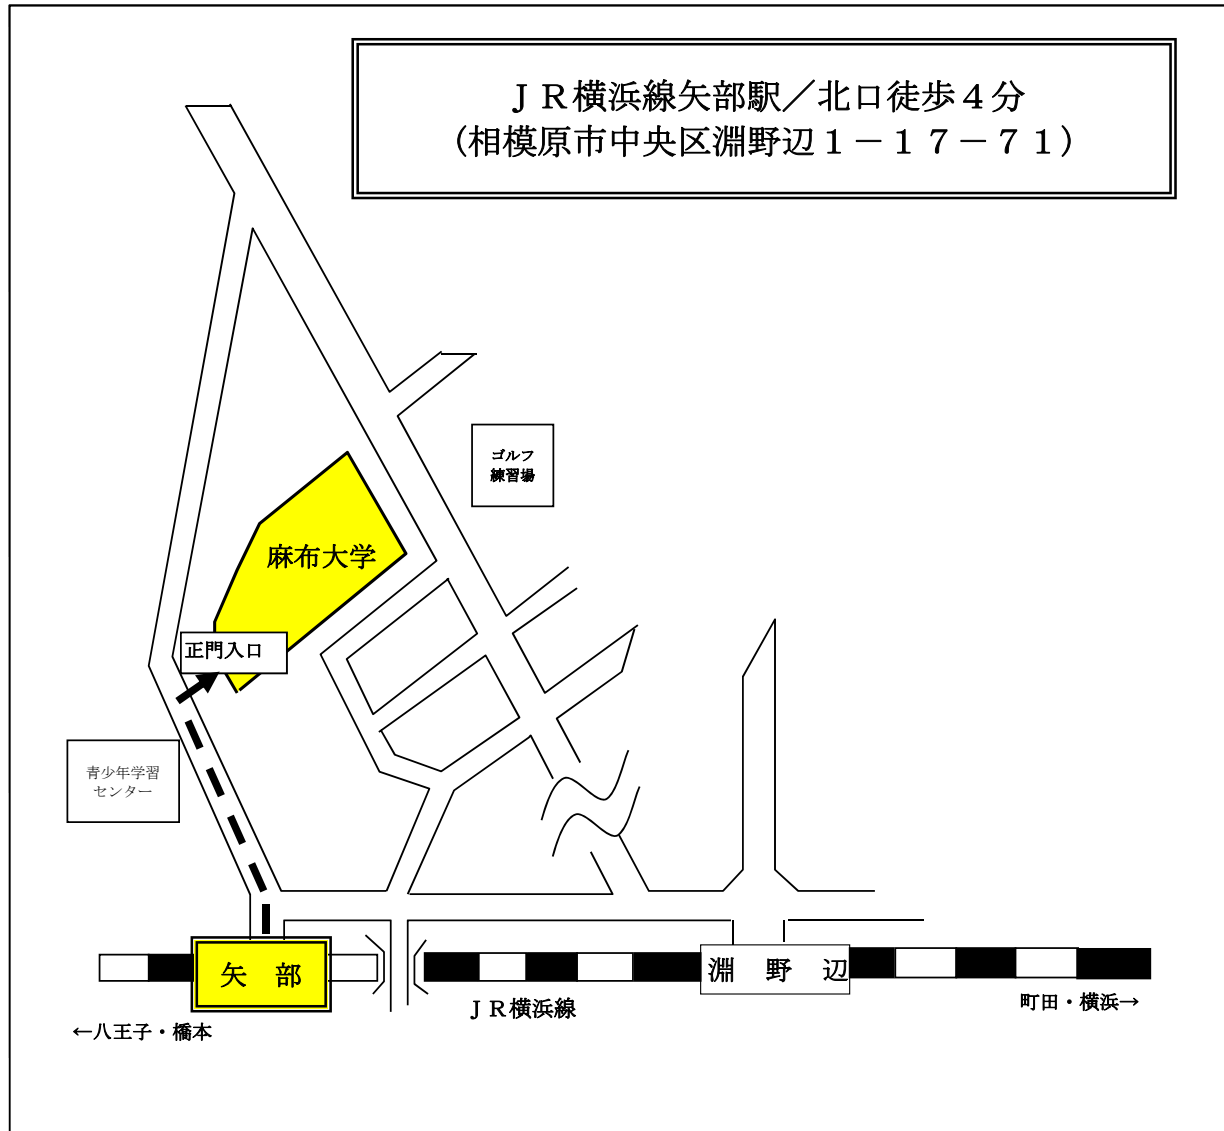 ＪＲ横浜線矢部駅／北口徒歩４分
(相模原市中央区淵野辺１－１７－７１)
ゴルフ
練習場
麻布大学
正門入口
青少年学習
センター
矢　部
淵　野　辺
ＪＲ横浜線
町田・横浜→
←八王子・橋本